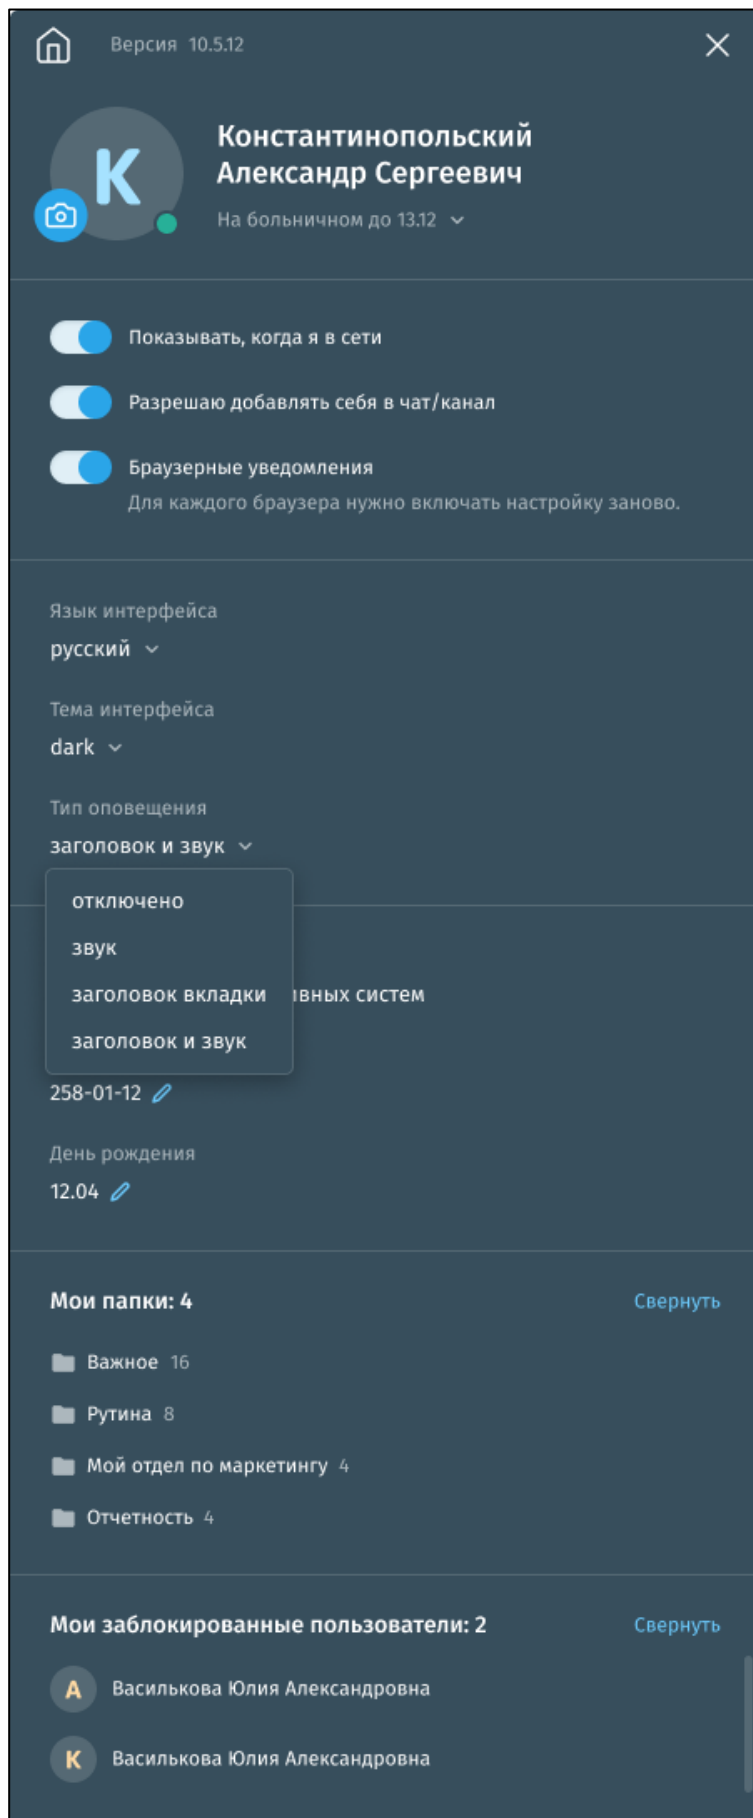 Версия 10.5.12
К
Константинопольский
Александр Сергеевич
На больничном до 13.12
Показывать, когда я в сети
Разрешаю добавлять себя в чат/канал
Браузерные уведомления
Для каждого браузера нужно включать настройку заново.
Язык интерфейса
русский
Тема интерфейса
dark
Тип оповещения
заголовок и звук
отключено
звук
заголовок вкладки
систем
заголовок и звук
258-01-12
День рождения
12.04
Мои папки: 4
Свернуть
Важное 16
Рутина 8
Мой отдел по маркетингу 4
Отчетность 4
Мои заблокированные пользователи: 2
Свернуть
А
Василькова Юлия Александровна
К
Василькова Юлия Александровна